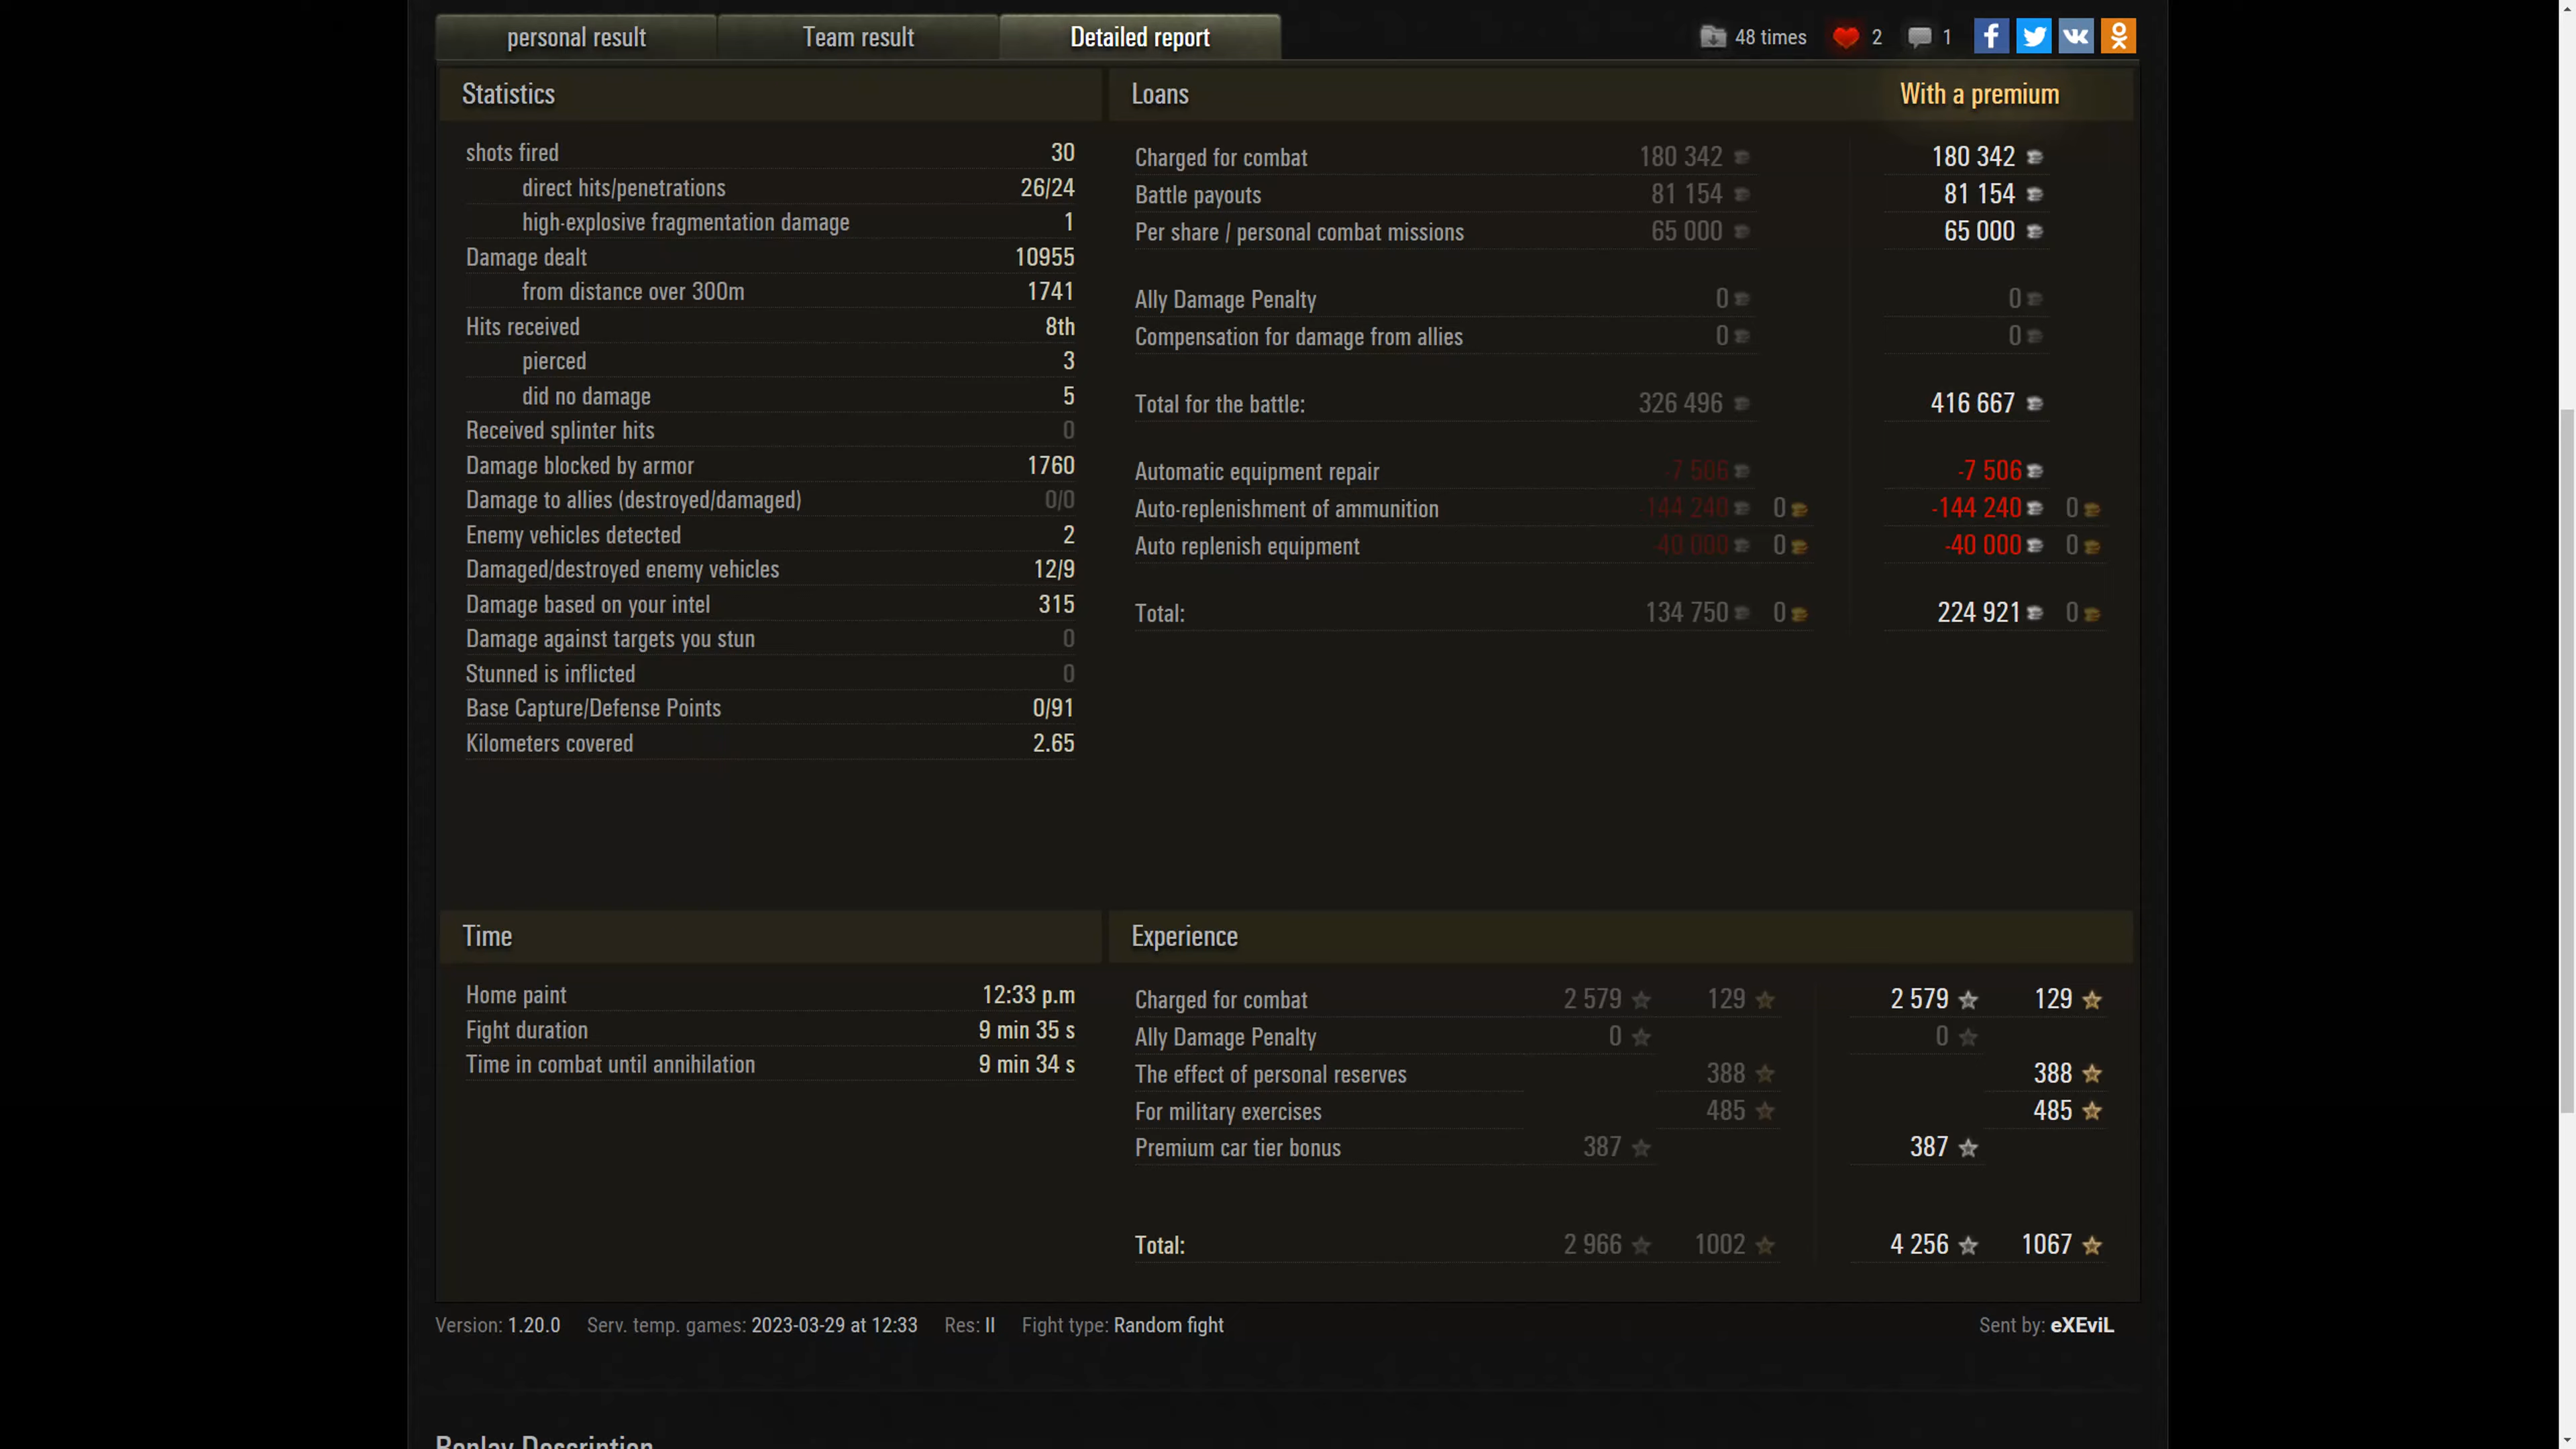 personal result
Team result
Detailed report
48 times
2
1
Statistics
Loans
With a premium
shots fired 30
direct hits/penetrations 26/24
high-explosive fragmentation damage 1
Damage dealt 10955
from distance over 300m 1741
Hits received 8th
pierced 3
did no damage 5
Received splinter hits 0
Damage blocked by armor 1760
Damage to allies (destroyed/damaged) 0/0
Enemy vehicles detected 2
Damaged/destroyed enemy vehicles 12/9
Damage based on your intel 315
Damage against targets you stun 0
Stunned is inflicted 0
Base Capture/Defense Points 0/91
Kilometers covered 2.65
Charged for combat 180 342 180 342
Battle payouts 81 154 81 154
Per share / personal combat missions 65 000 65 000
Ally Damage Penalty 0 0
Compensation for damage from allies 0 0
Total for the battle: 326 496 416 667
Automatic equipment repair -7 506 -7 506
Auto-replenishment of ammunition -144 240 0 -144 240 0
Auto replenish equipment -40 000 0 -40 000 0
Total: 134 750 0 224 921 0
Time
Home paint 12:33 p.m
Fight duration 9 min 35 s
Time in combat until annihilation 9 min 34 s
Experience
Charged for combat 2 579 129 2 579 129
Ally Damage Penalty 0 0
The effect of personal reserves 388 388
For military exercises 485 485
Premium car tier bonus 387 387
Total: 2 966 1002 4 256 1067
Version: 1.20.0 Serv. temp. games: 2023-03-29 at 12:33 Res: II Fight type: Random fight
Sent by: eXEviL
Replay Description